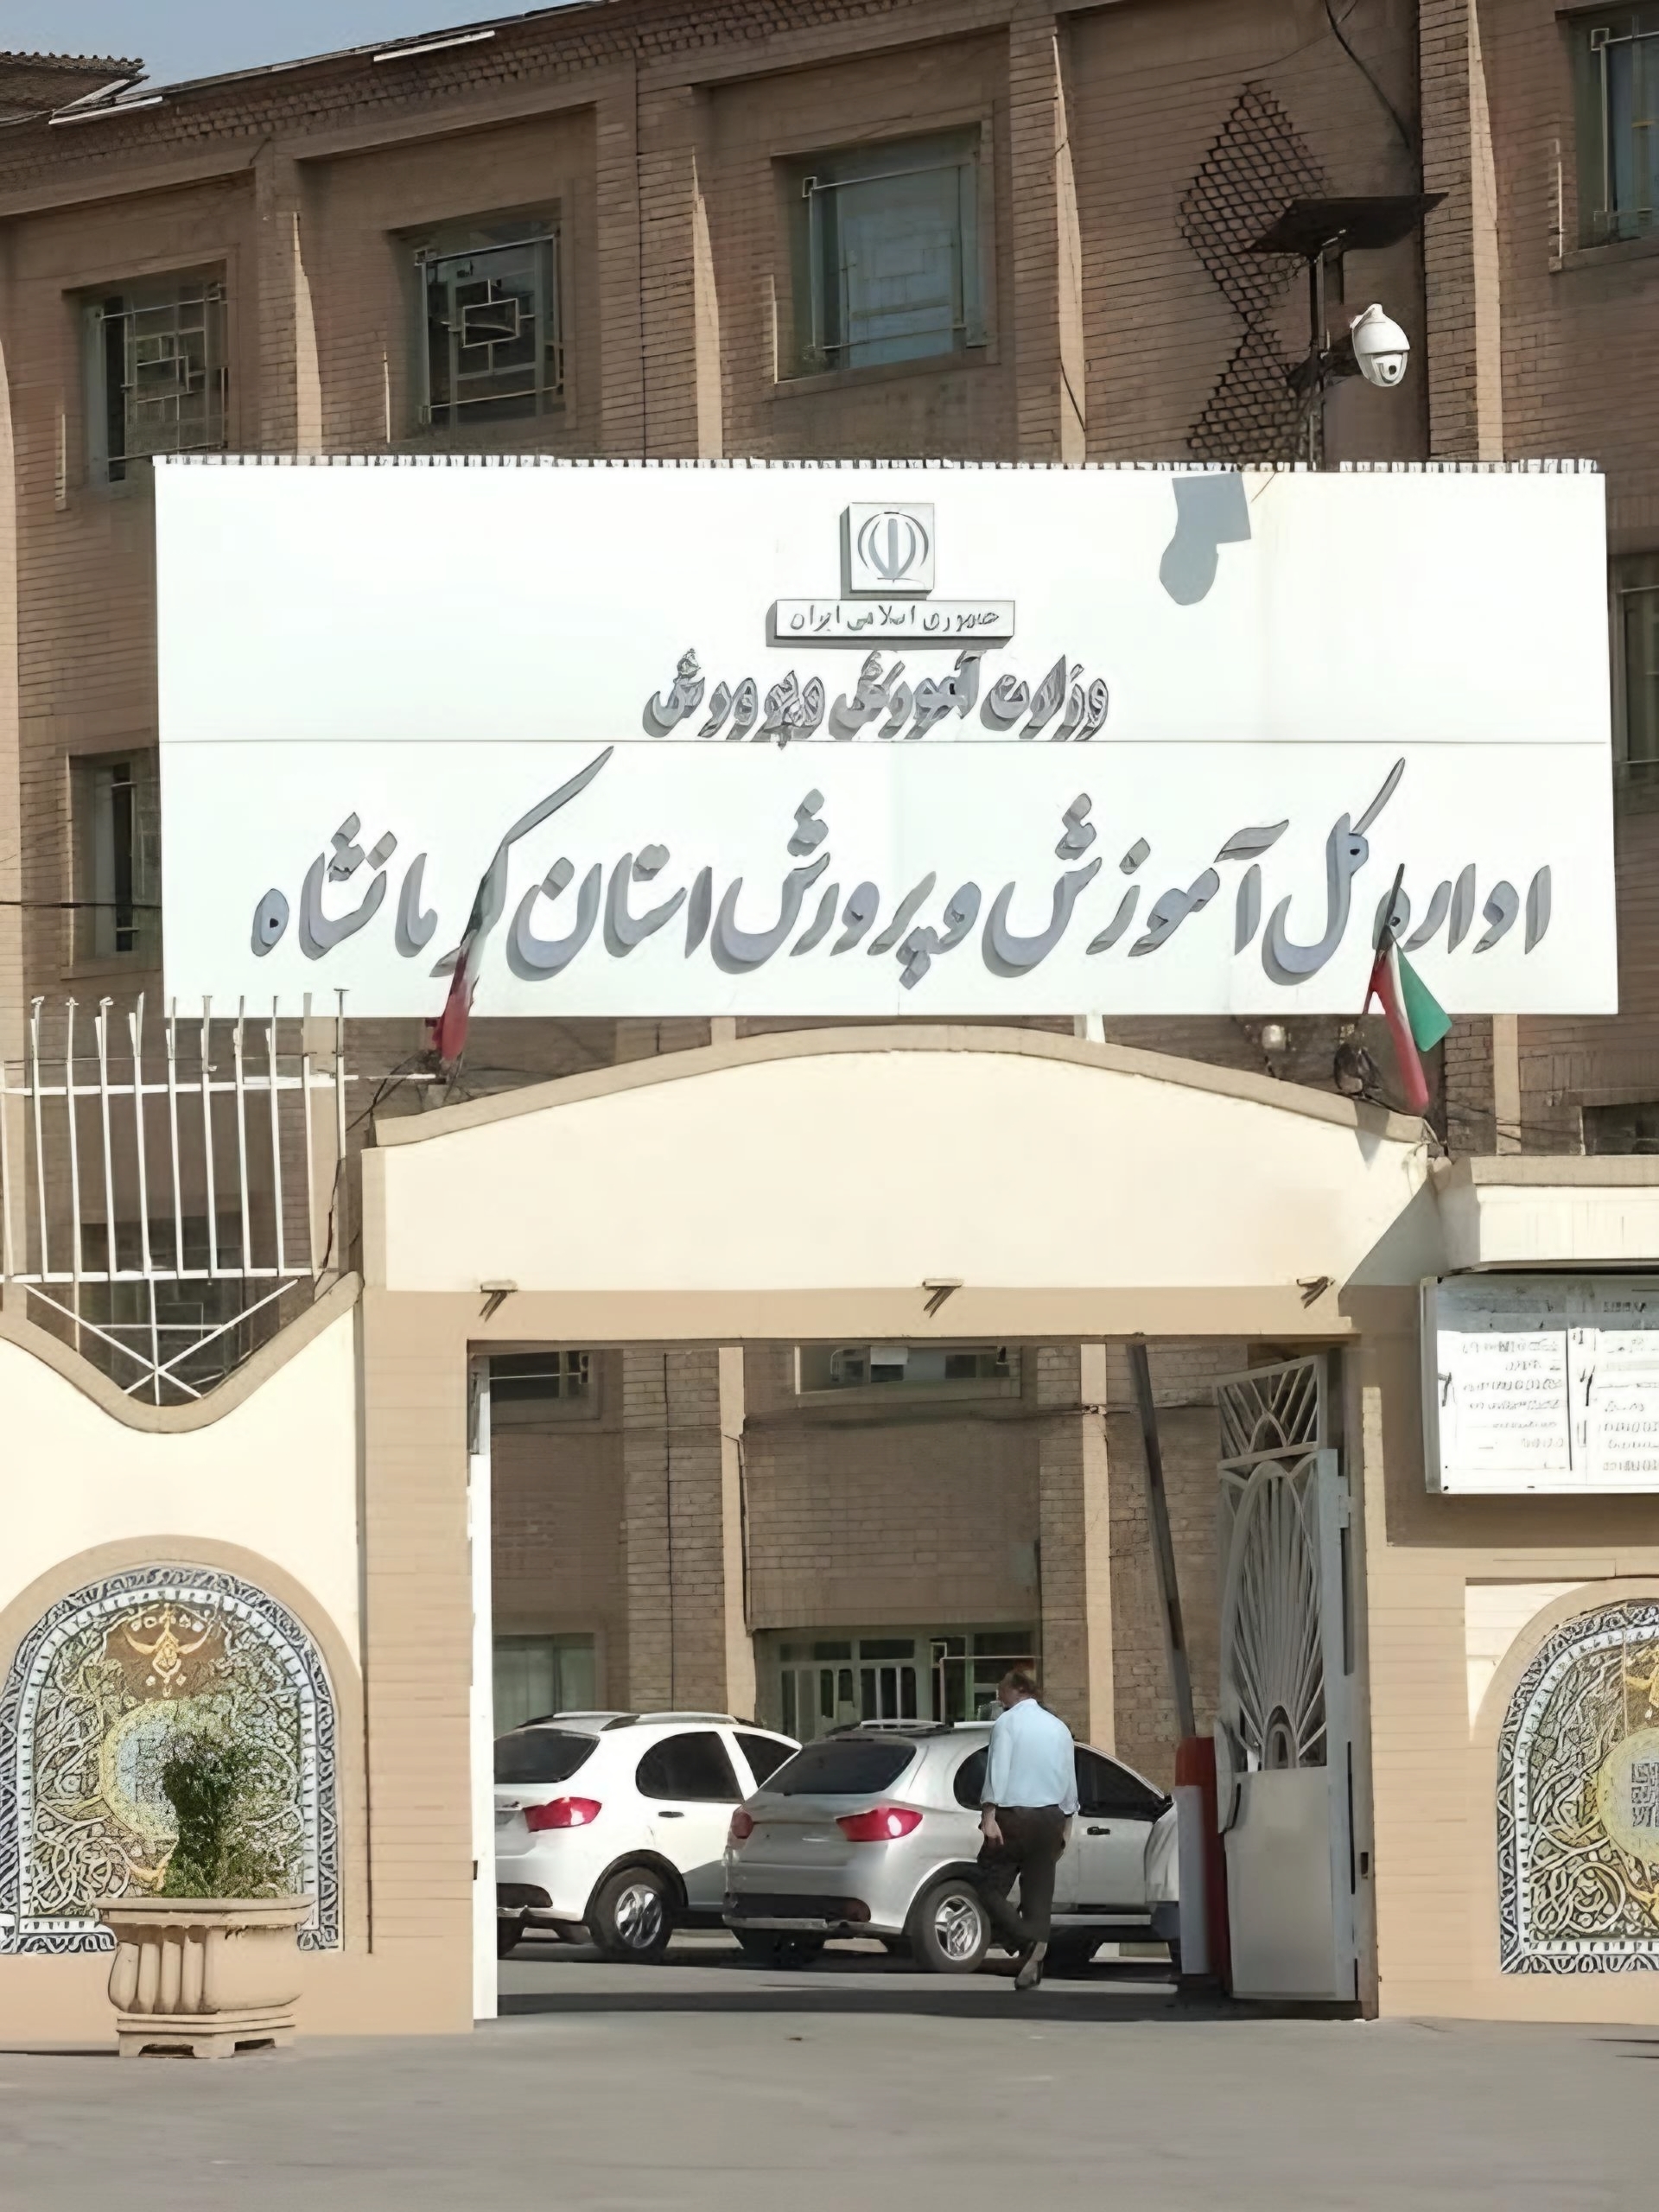 جمهوری اسلامی ایران
وزارت آموزش و پرورش
اداره کل آموزش و پرورش استان کرمانشاه